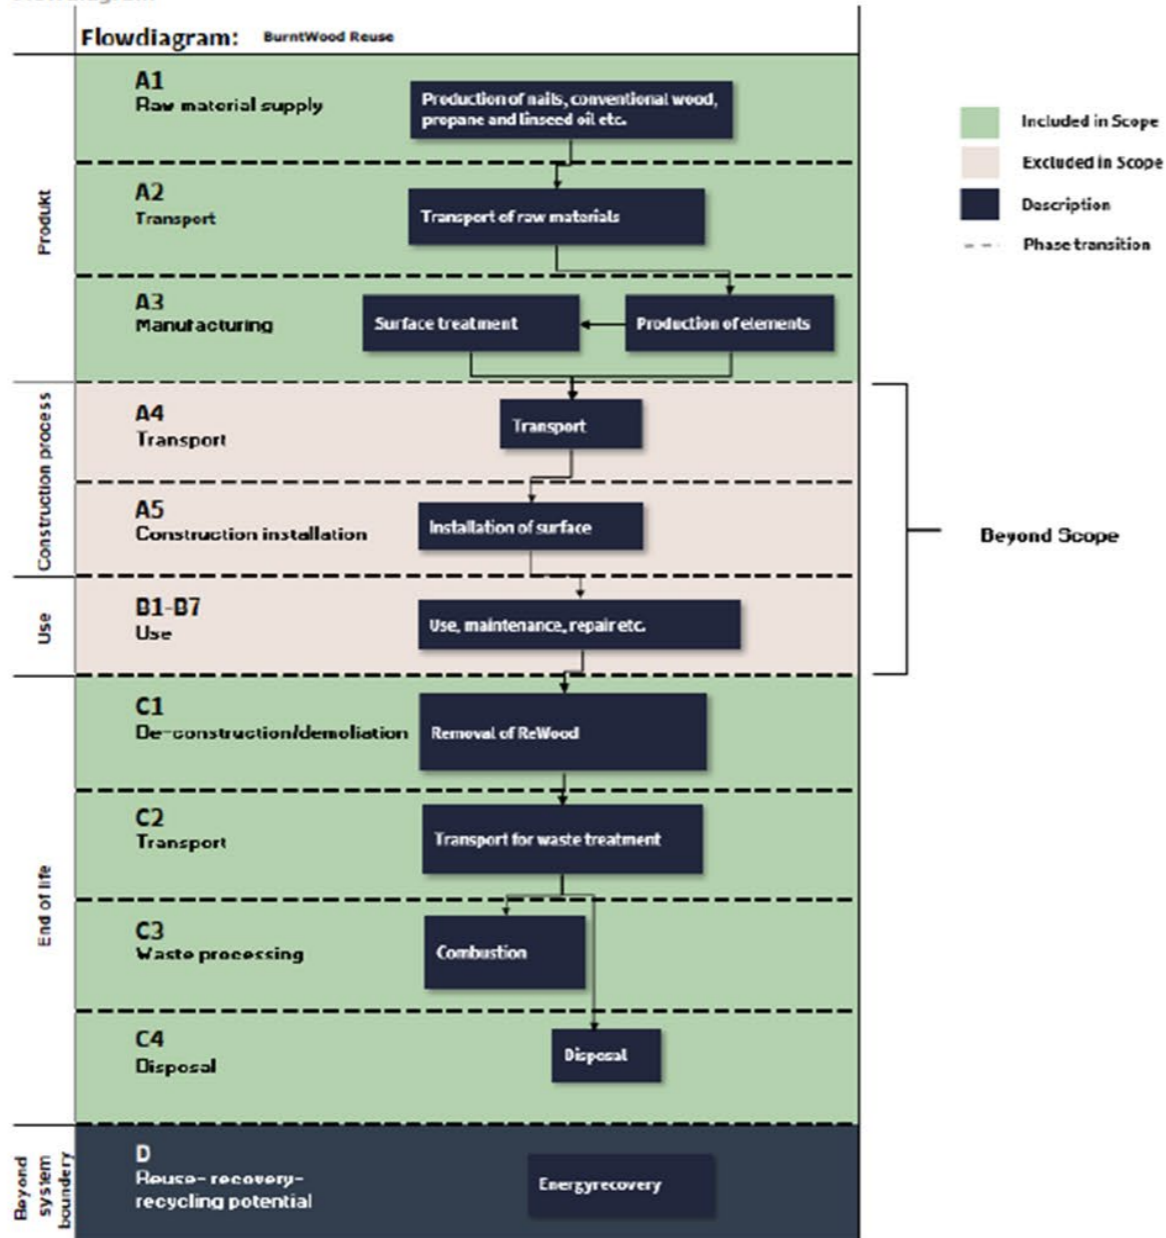 Flowdiagram: BurntWood Reuse
Produkt
A1
Raw material supply
Production of nails, conventional wood,
propane and linseed oil etc.
A2
Transport
Transport of raw materials
A3
Manufacturing
Surface treatment
Production of elements
Construction process
A4
Transport
Transport
A5
Construction installation
Installation of surface
Use
B1-B7
Use
Use, maintenance, repair etc.
End of life
C1
De-construction/demoliation
Removal of ReWood
C2
Transport
Transport for waste treatment
C3
Waste processing
Combustion
C4
Disposal
Disposal
Beyond
system
boundery
D
Reuse- recovery-
recycling potential
Energyrecovery
Included in Scope
Excluded in Scope
Description
Phase transition
Beyond Scope